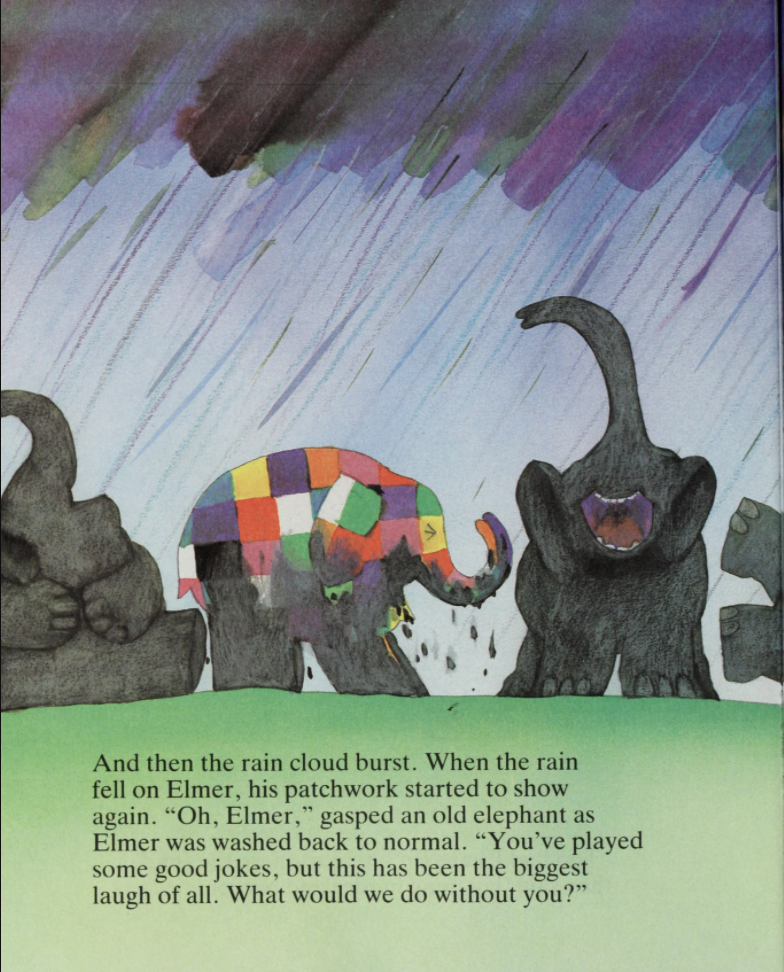 And then the rain cloud burst. When the rain
fell on Elmer, his patchwork started to show
again. “Oh, Elmer,” gasped an old elephant as
Elmer was washed back to normal. “You’ve played
some good jokes, but this has been the biggest
laugh of all. What would we do without you?”